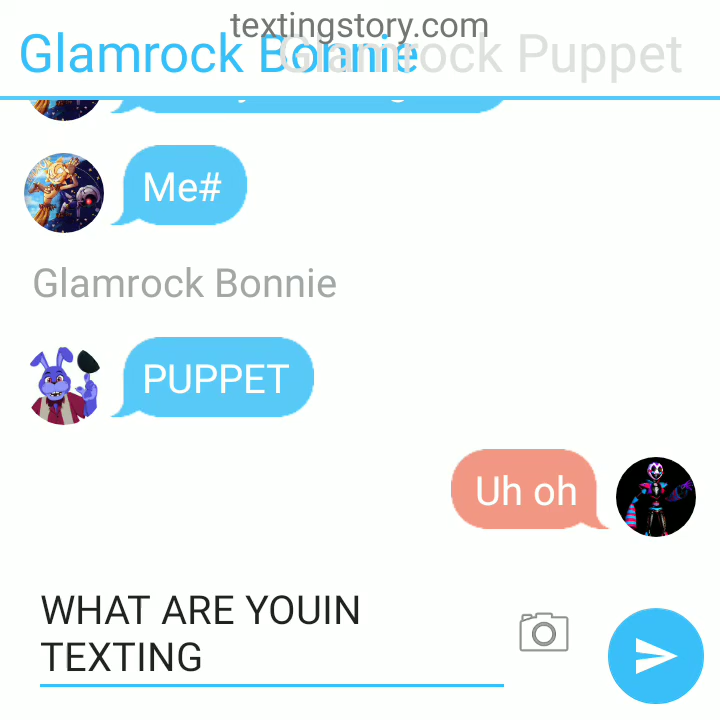 textingstory.com
Glamrock Bonnie
Glamrock Puppet
Me#
Glamrock Bonnie
PUPPET
Uh oh
WHAT ARE YOUIN
TEXTING